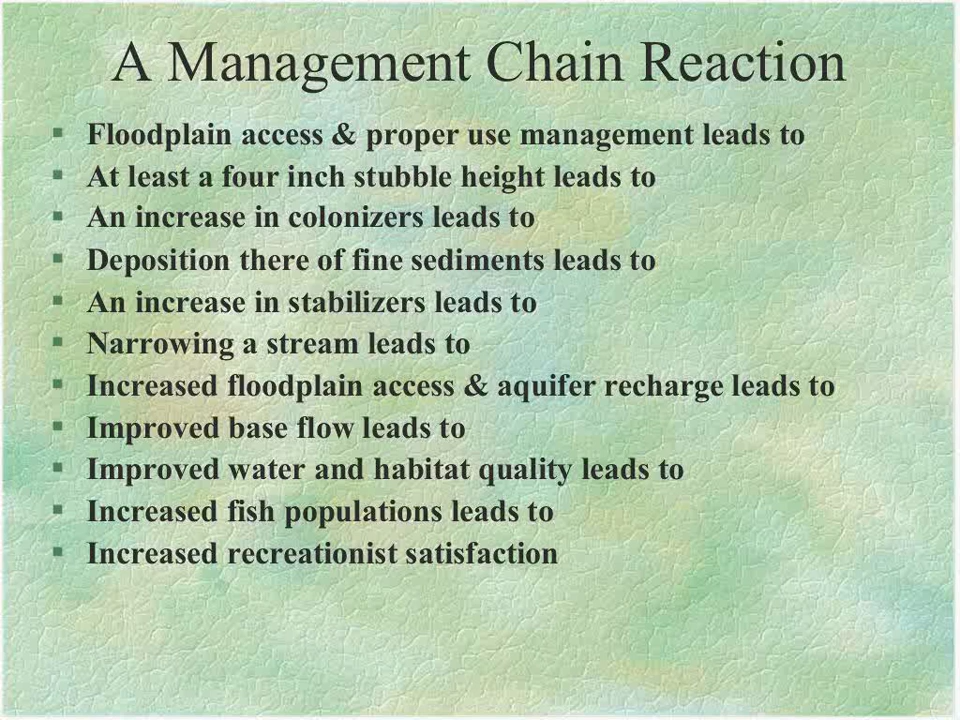 A Management Chain Reaction
▪ Floodplain access & proper use management leads to
▪ At least a four inch stubble height leads to
▪ An increase in colonizers leads to
▪ Deposition there of fine sediments leads to
▪ An increase in stabilizers leads to
▪ Narrowing a stream leads to
▪ Increased floodplain access & aquifer recharge leads to
▪ Improved base flow leads to
▪ Improved water and habitat quality leads to
▪ Increased fish populations leads to
▪ Increased recreationist satisfaction